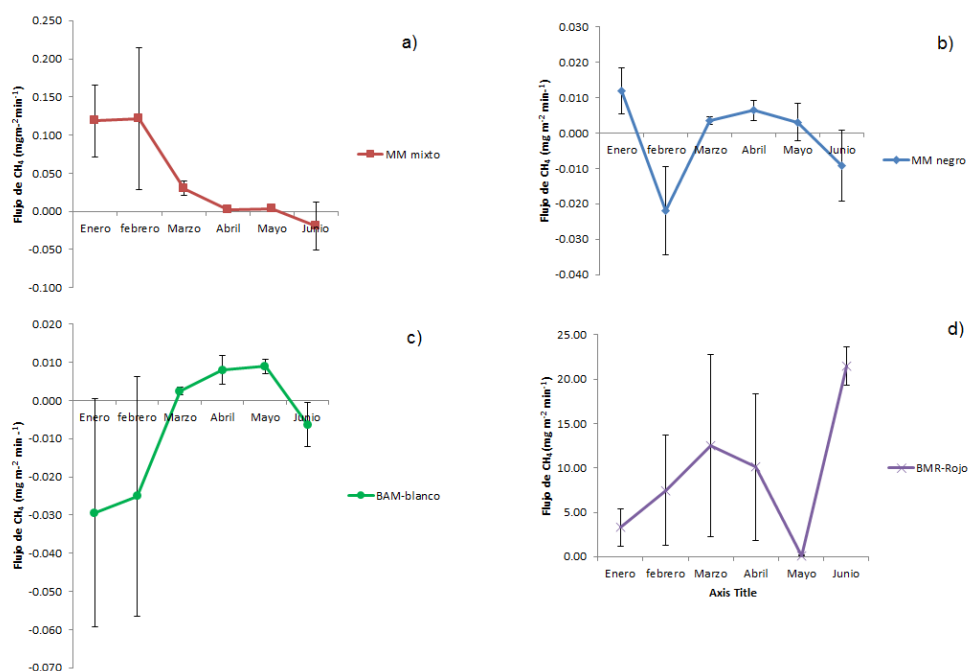 a)
Flujo de CH₄ (mgm⁻² min⁻¹)
0.250
0.200
0.150
0.100
0.050
0.000
-0.050
-0.100
Enero febrero Marzo Abril Mayo Junio
MM mixto
b)
Flujo de CH₄ (mg m⁻² min⁻¹)
0.030
0.020
0.010
0.000
-0.010
-0.020
-0.030
-0.040
Enero febrero Marzo Abril Mayo Junio
MM negro
c)
Flujo de CH₄ (mg m⁻² min⁻¹)
0.020
0.010
0.000
-0.010
-0.020
-0.030
-0.040
-0.050
-0.060
-0.070
Enero febrero Marzo Abril Mayo Junio
BAM-blanco
d)
Flujo de CH₄ (mg m⁻² min⁻¹)
25.00
20.00
15.00
10.00
5.00
0.00
Enero febrero Marzo Abril Mayo Junio
Axis Title
BMR-Rojo